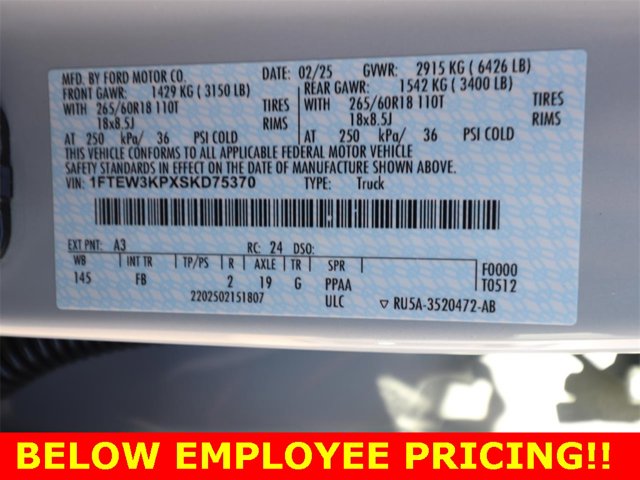 MFD. BY FORD MOTOR CO. DATE: 02/25 GVWR: 2915 KG ( 6426 LB)
FRONT GAWR: 1429 KG ( 3150 LB) REAR GAWR: 1542 KG ( 3400 LB)
WITH 265/60R18 110T TIRES WITH 265/60R18 110T TIRES
18x8.5J RIMS 18x8.5J RIMS
AT 250 kPa/ 36 PSI COLD AT 250 kPa/ 36 PSI COLD
THIS VEHICLE CONFORMS TO ALL APPLICABLE FEDERAL MOTOR VEHICLE
SAFETY STANDARDS IN EFFECT ON THE DATE OF MANUFACTURE SHOWN ABOVE.
VIN: 1FTEW3KPXSKD75370 TYPE: Truck
EXT PNT: A3 RC: 24 DSO:
WB INT TR TP/PS R AXLE TR SPR F0000
145 FB 2 19 G PPAA T0512
2202502151807 ULC RU5A-3520472-AB
BELOW EMPLOYEE PRICING!!